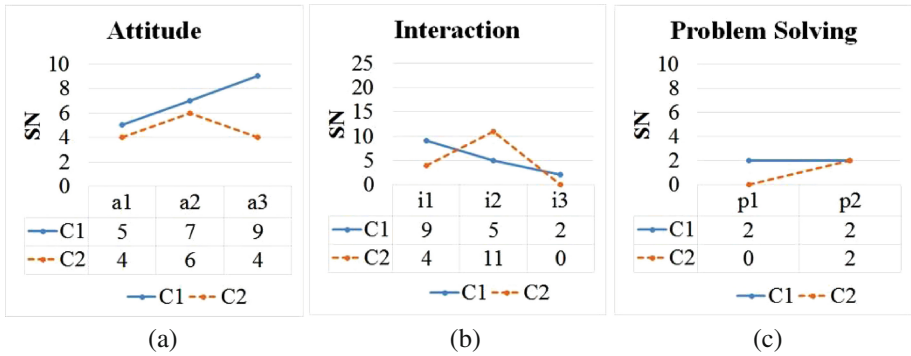 Attitude
10
8
6
4
2
0
SN
a1 a2 a3
C1 5 7 9
C2 4 6 4
C1 C2
(a)
Interaction
25
20
15
10
5
0
SN
i1 i2 i3
C1 9 5 2
C2 4 11 0
C1 C2
(b)
Problem Solving
10
8
6
4
2
0
SN
p1 p2
C1 2 2
C2 0 2
C1 C2
(c)